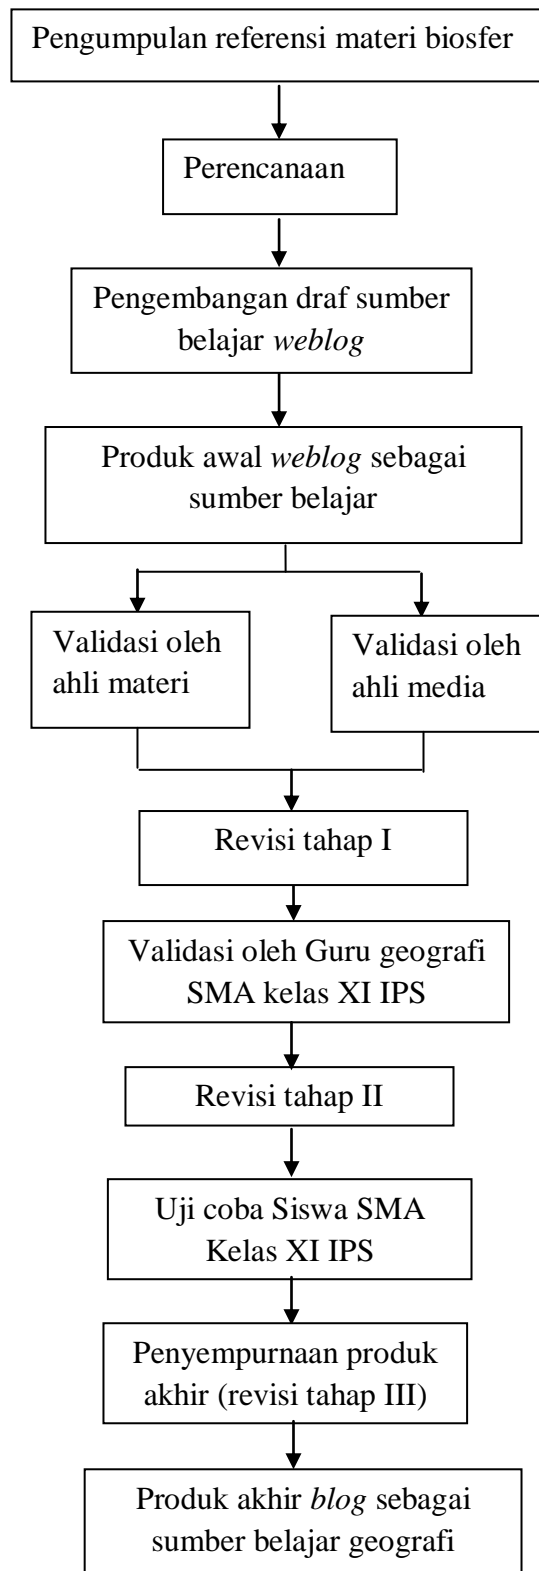 Pengumpulan referensi materi biosfer
Perencanaan
Pengembangan draf sumber
belajar weblog
Produk awal weblog sebagai
sumber belajar
Validasi oleh
ahli materi
Validasi oleh
ahli media
Revisi tahap I
Validasi oleh Guru geografi
SMA kelas XI IPS
Revisi tahap II
Uji coba Siswa SMA
Kelas XI IPS
Penyempurnaan produk
akhir (revisi tahap III)
Produk akhir blog sebagai
sumber belajar geografi